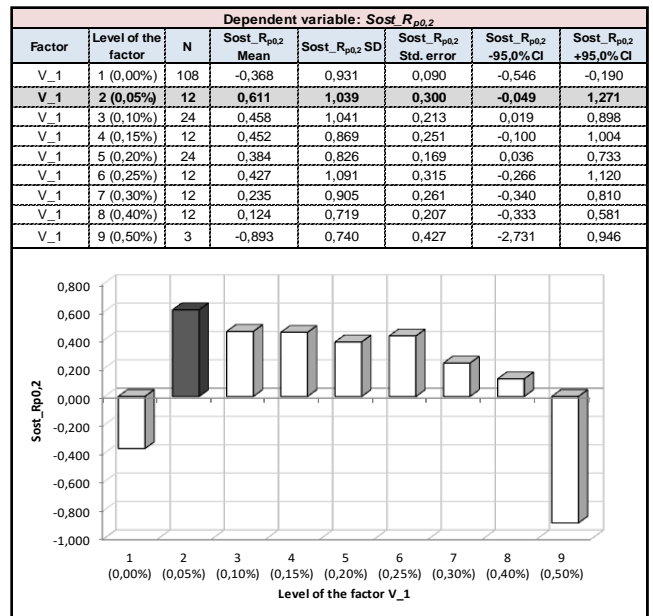 Dependent variable: Sost_Rp0,2
Factor Level of the factor N Sost_Rp0,2 Mean Sost_Rp0,2 SD Sost_Rp0,2 Std. error Sost_Rp0,2 -95,0%CI Sost_Rp0,2 +95,0%CI
V_1 1 (0,00%) 108 -0,368 0,931 0,090 -0,546 -0,190
V_1 2 (0,05%) 12 0,611 1,039 0,300 -0,049 1,271
V_1 3 (0,10%) 24 0,458 1,041 0,213 0,019 0,898
V_1 4 (0,15%) 12 0,452 0,869 0,251 -0,100 1,004
V_1 5 (0,20%) 24 0,384 0,826 0,169 0,036 0,733
V_1 6 (0,25%) 12 0,427 1,091 0,315 -0,266 1,120
V_1 7 (0,30%) 12 0,235 0,905 0,261 -0,340 0,810
V_1 8 (0,40%) 12 0,124 0,719 0,207 -0,333 0,581
V_1 9 (0,50%) 3 -0,893 0,740 0,427 -2,731 0,946
0,800
0,600
0,400
0,200
0,000
-0,200
-0,400
-0,600
-0,800
-1,000
Sost_Rp0,2
1 2 3 4 5 6 7 8 9
(0,00%) (0,05%) (0,10%) (0,15%) (0,20%) (0,25%) (0,30%) (0,40%) (0,50%)
Level of the factor V_1